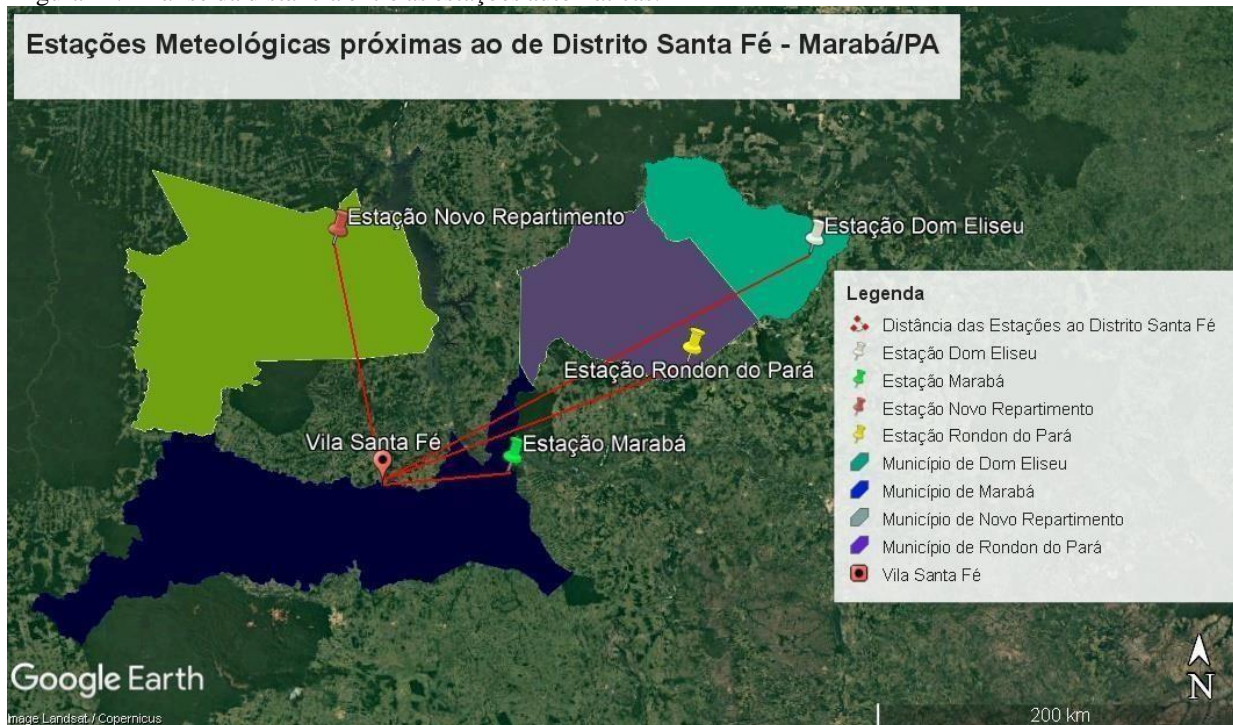 Estações Meteológicas próximas ao de Distrito Santa Fé - Marabá/PA
Estação Novo Repartimento
Estação Dom Eliseu
Estação Rondon do Pará
Vila Santa Fé
Estação Marabá
Legenda
Distância das Estações ao Distrito Santa Fé
Estação Dom Eliseu
Estação Marabá
Estação Novo Repartimento
Estação Rondon do Pará
Município de Dom Eliseu
Município de Marabá
Município de Novo Repartimento
Município de Rondon do Pará
Vila Santa Fé
Google Earth
N
Image Landsat / Copernicus
200 km